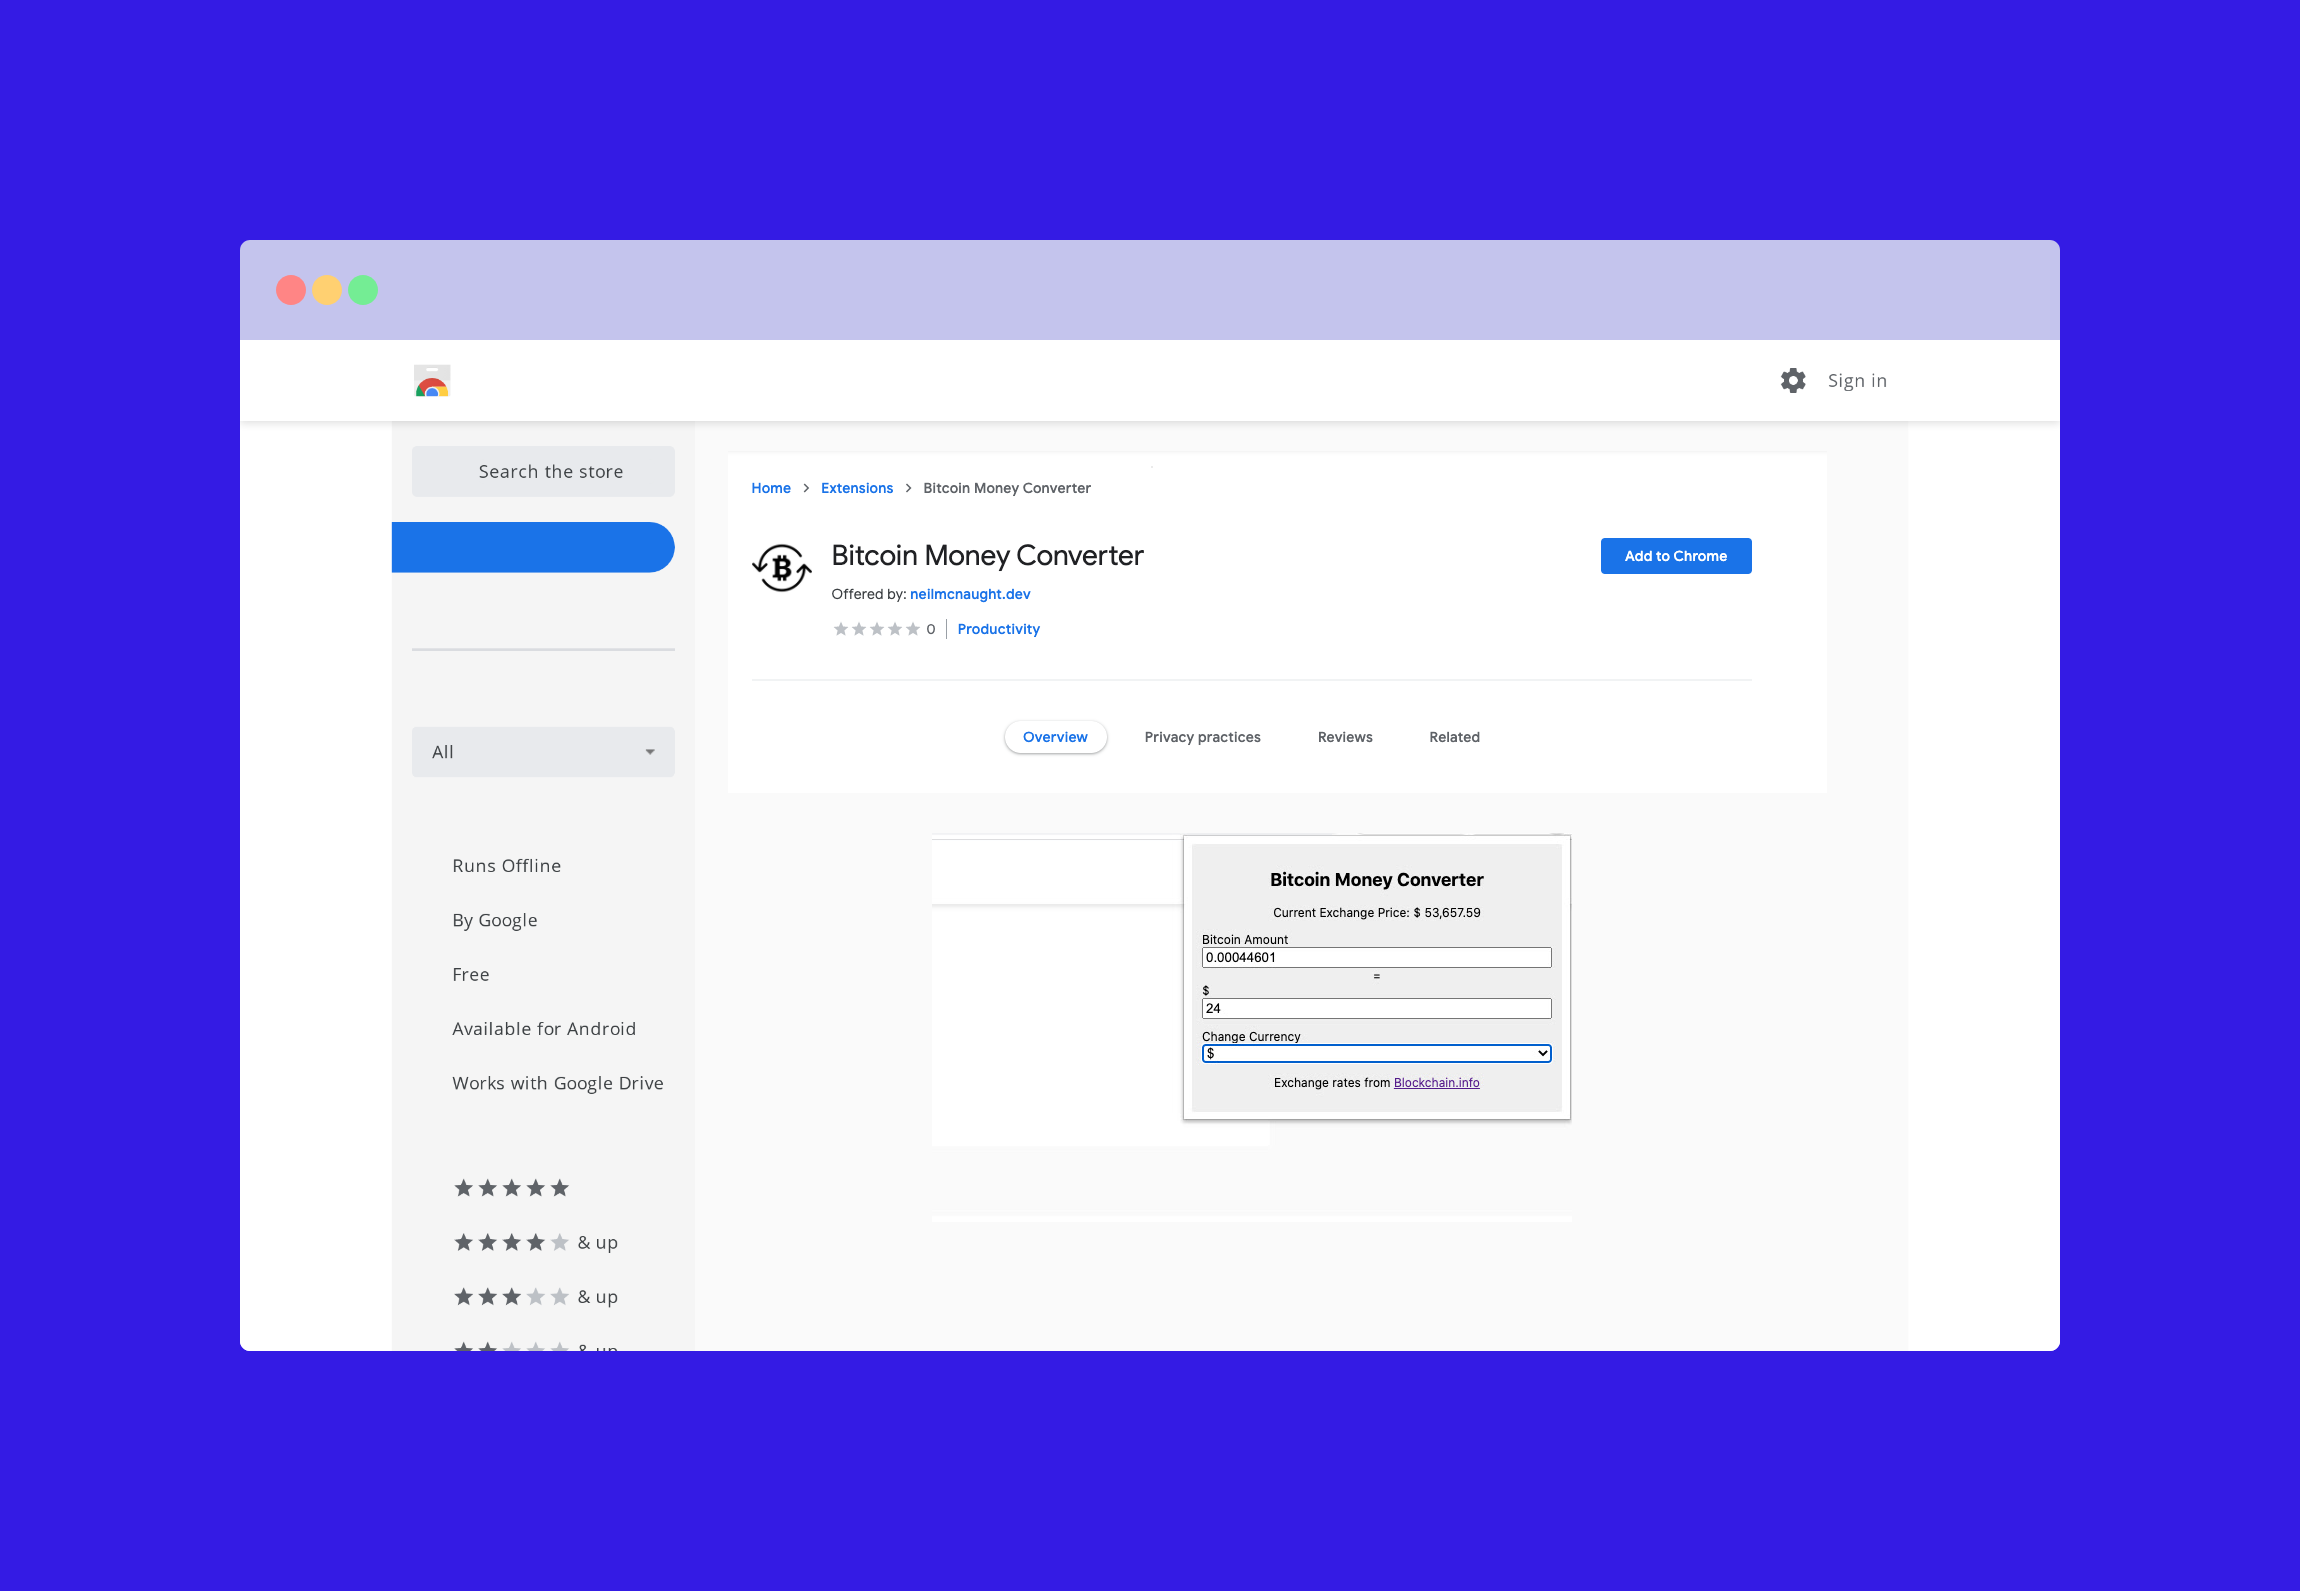 Sign in
Search the store
All
Runs Offline
By Google
Free
Available for Android
Works with Google Drive
& up
& up
& up
Home > Extensions > Bitcoin Money Converter
Bitcoin Money Converter
Add to Chrome
Offered by: neilmcnaught.dev
0 | Productivity
Overview Privacy practices Reviews Related
Bitcoin Money Converter
Current Exchange Price: $ 53,657.59
Bitcoin Amount
0.00044601
=
$
24
Change Currency
$
Exchange rates from Blockchain.info